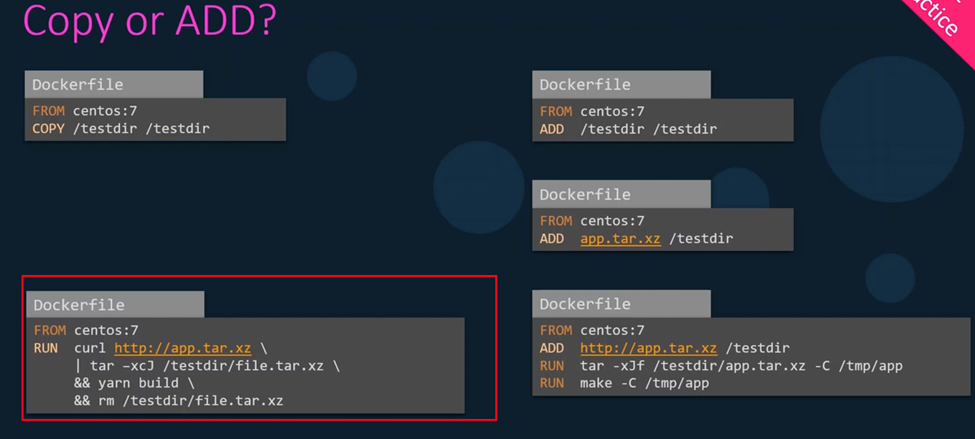 Copy or ADD?
Dockerfile
FROM centos:7
COPY /testdir /testdir
Dockerfile
FROM centos:7
ADD /testdir /testdir
Dockerfile
FROM centos:7
ADD app.tar.xz /testdir
Dockerfile
FROM centos:7
RUN curl http://app.tar.xz \
| tar –xcJ /testdir/file.tar.xz \
&& yarn build \
&& rm /testdir/file.tar.xz
Dockerfile
FROM centos:7
ADD http://app.tar.xz /testdir
RUN tar -xJf /testdir/app.tar.xz -C /tmp/app
RUN make -C /tmp/app